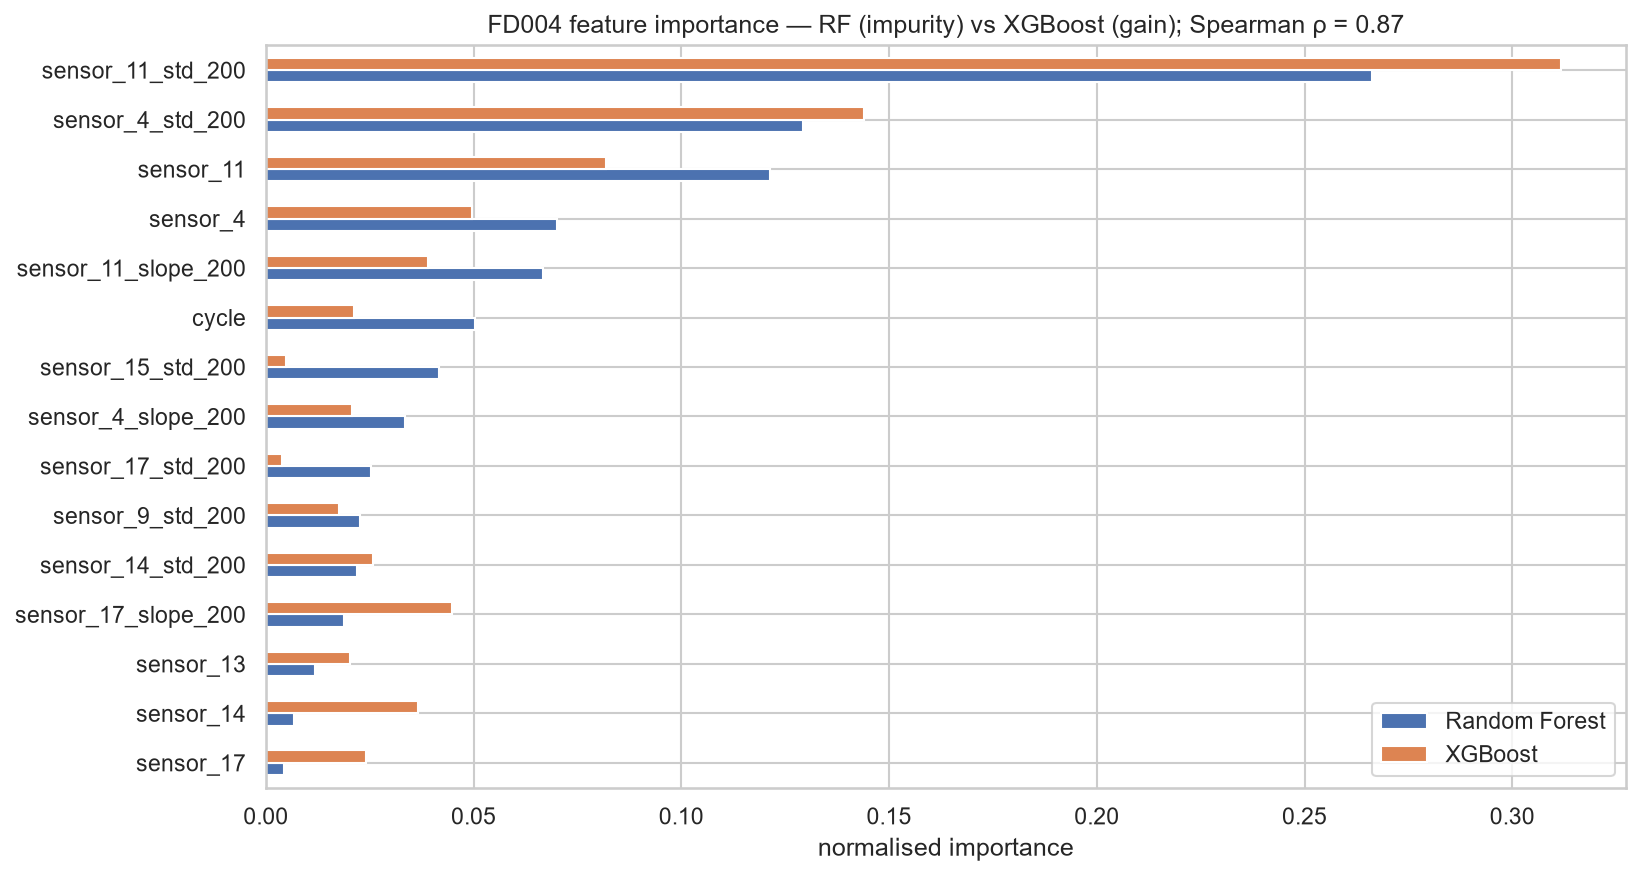 FD004 feature importance — RF (impurity) vs XGBoost (gain); Spearman ρ = 0.87
sensor_11_std_200
sensor_4_std_200
sensor_11
sensor_4
sensor_11_slope_200
cycle
sensor_15_std_200
sensor_4_slope_200
sensor_17_std_200
sensor_9_std_200
sensor_14_std_200
sensor_17_slope_200
sensor_13
sensor_14
sensor_17
Random Forest
XGBoost
0.00 0.05 0.10 0.15 0.20 0.25 0.30
normalised importance